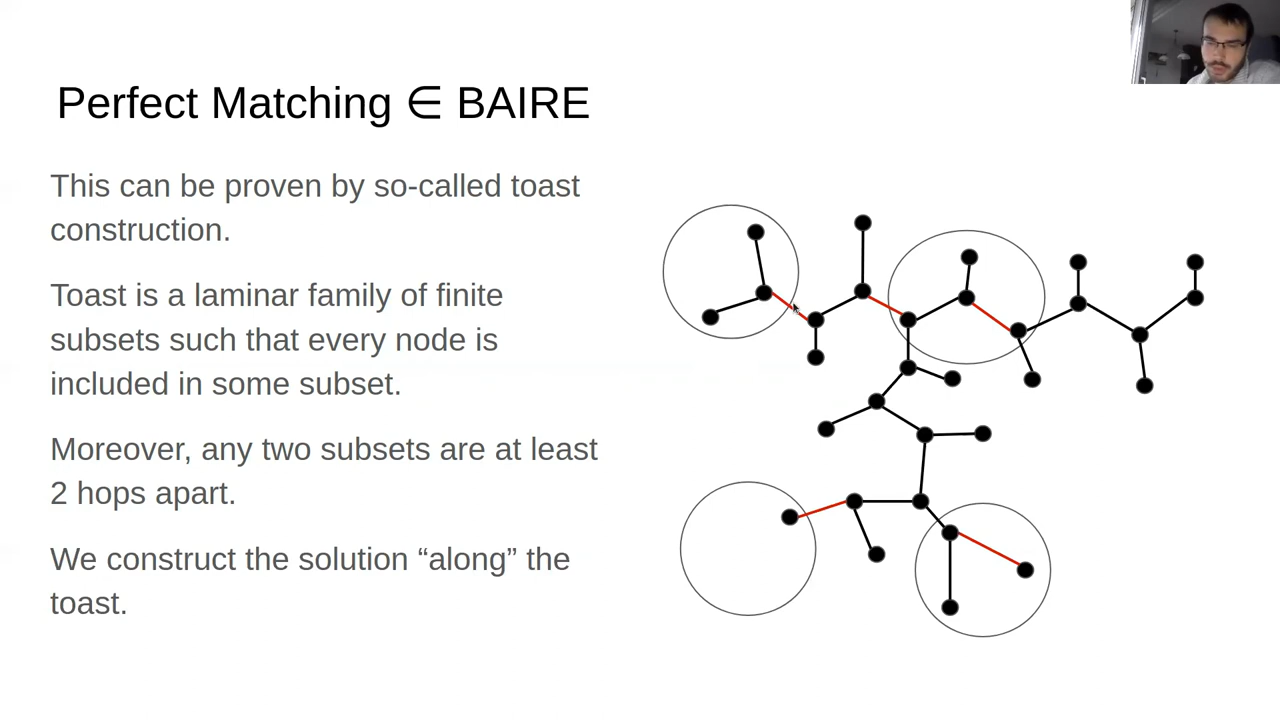 Perfect Matching ∈ BAIRE
This can be proven by so-called toast
construction.
Toast is a laminar family of finite
subsets such that every node is
included in some subset.
Moreover, any two subsets are at least
2 hops apart.
We construct the solution “along” the
toast.